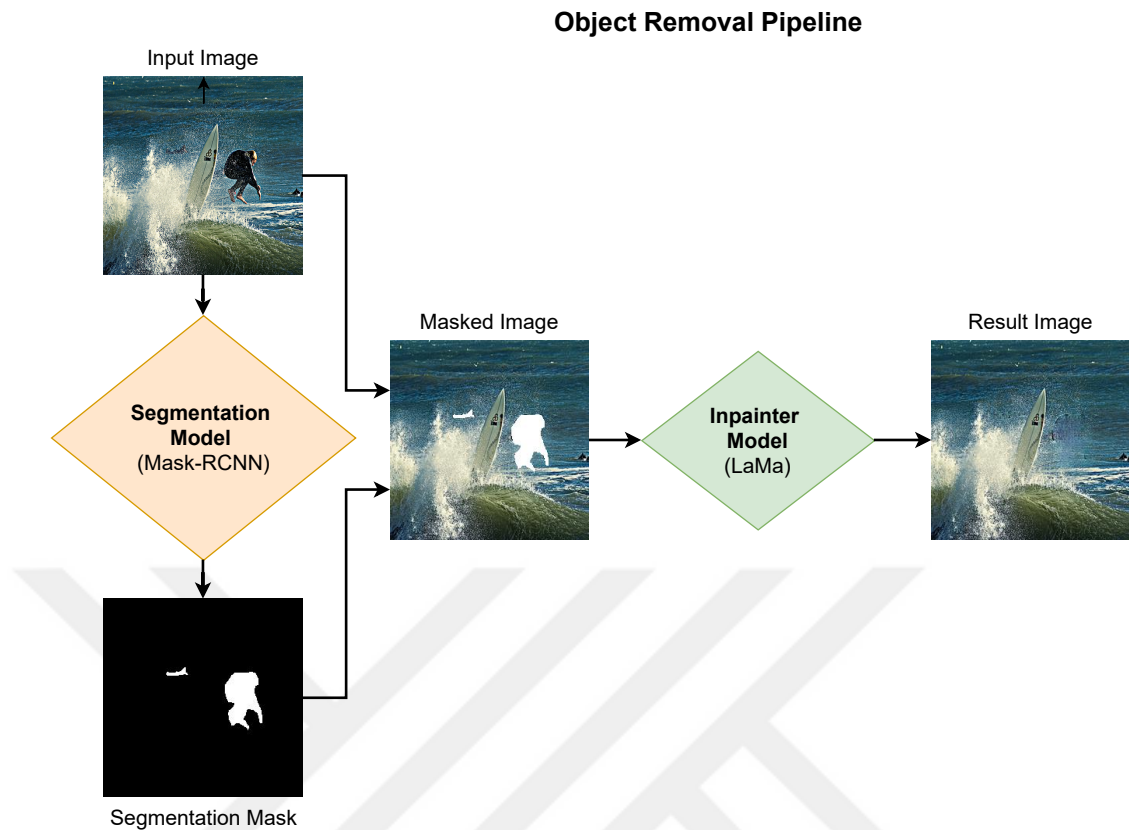 Object Removal Pipeline
Input Image
Segmentation
Model
(Mask-RCNN)
Segmentation Mask
Masked Image
Inpainter
Model
(LaMa)
Result Image